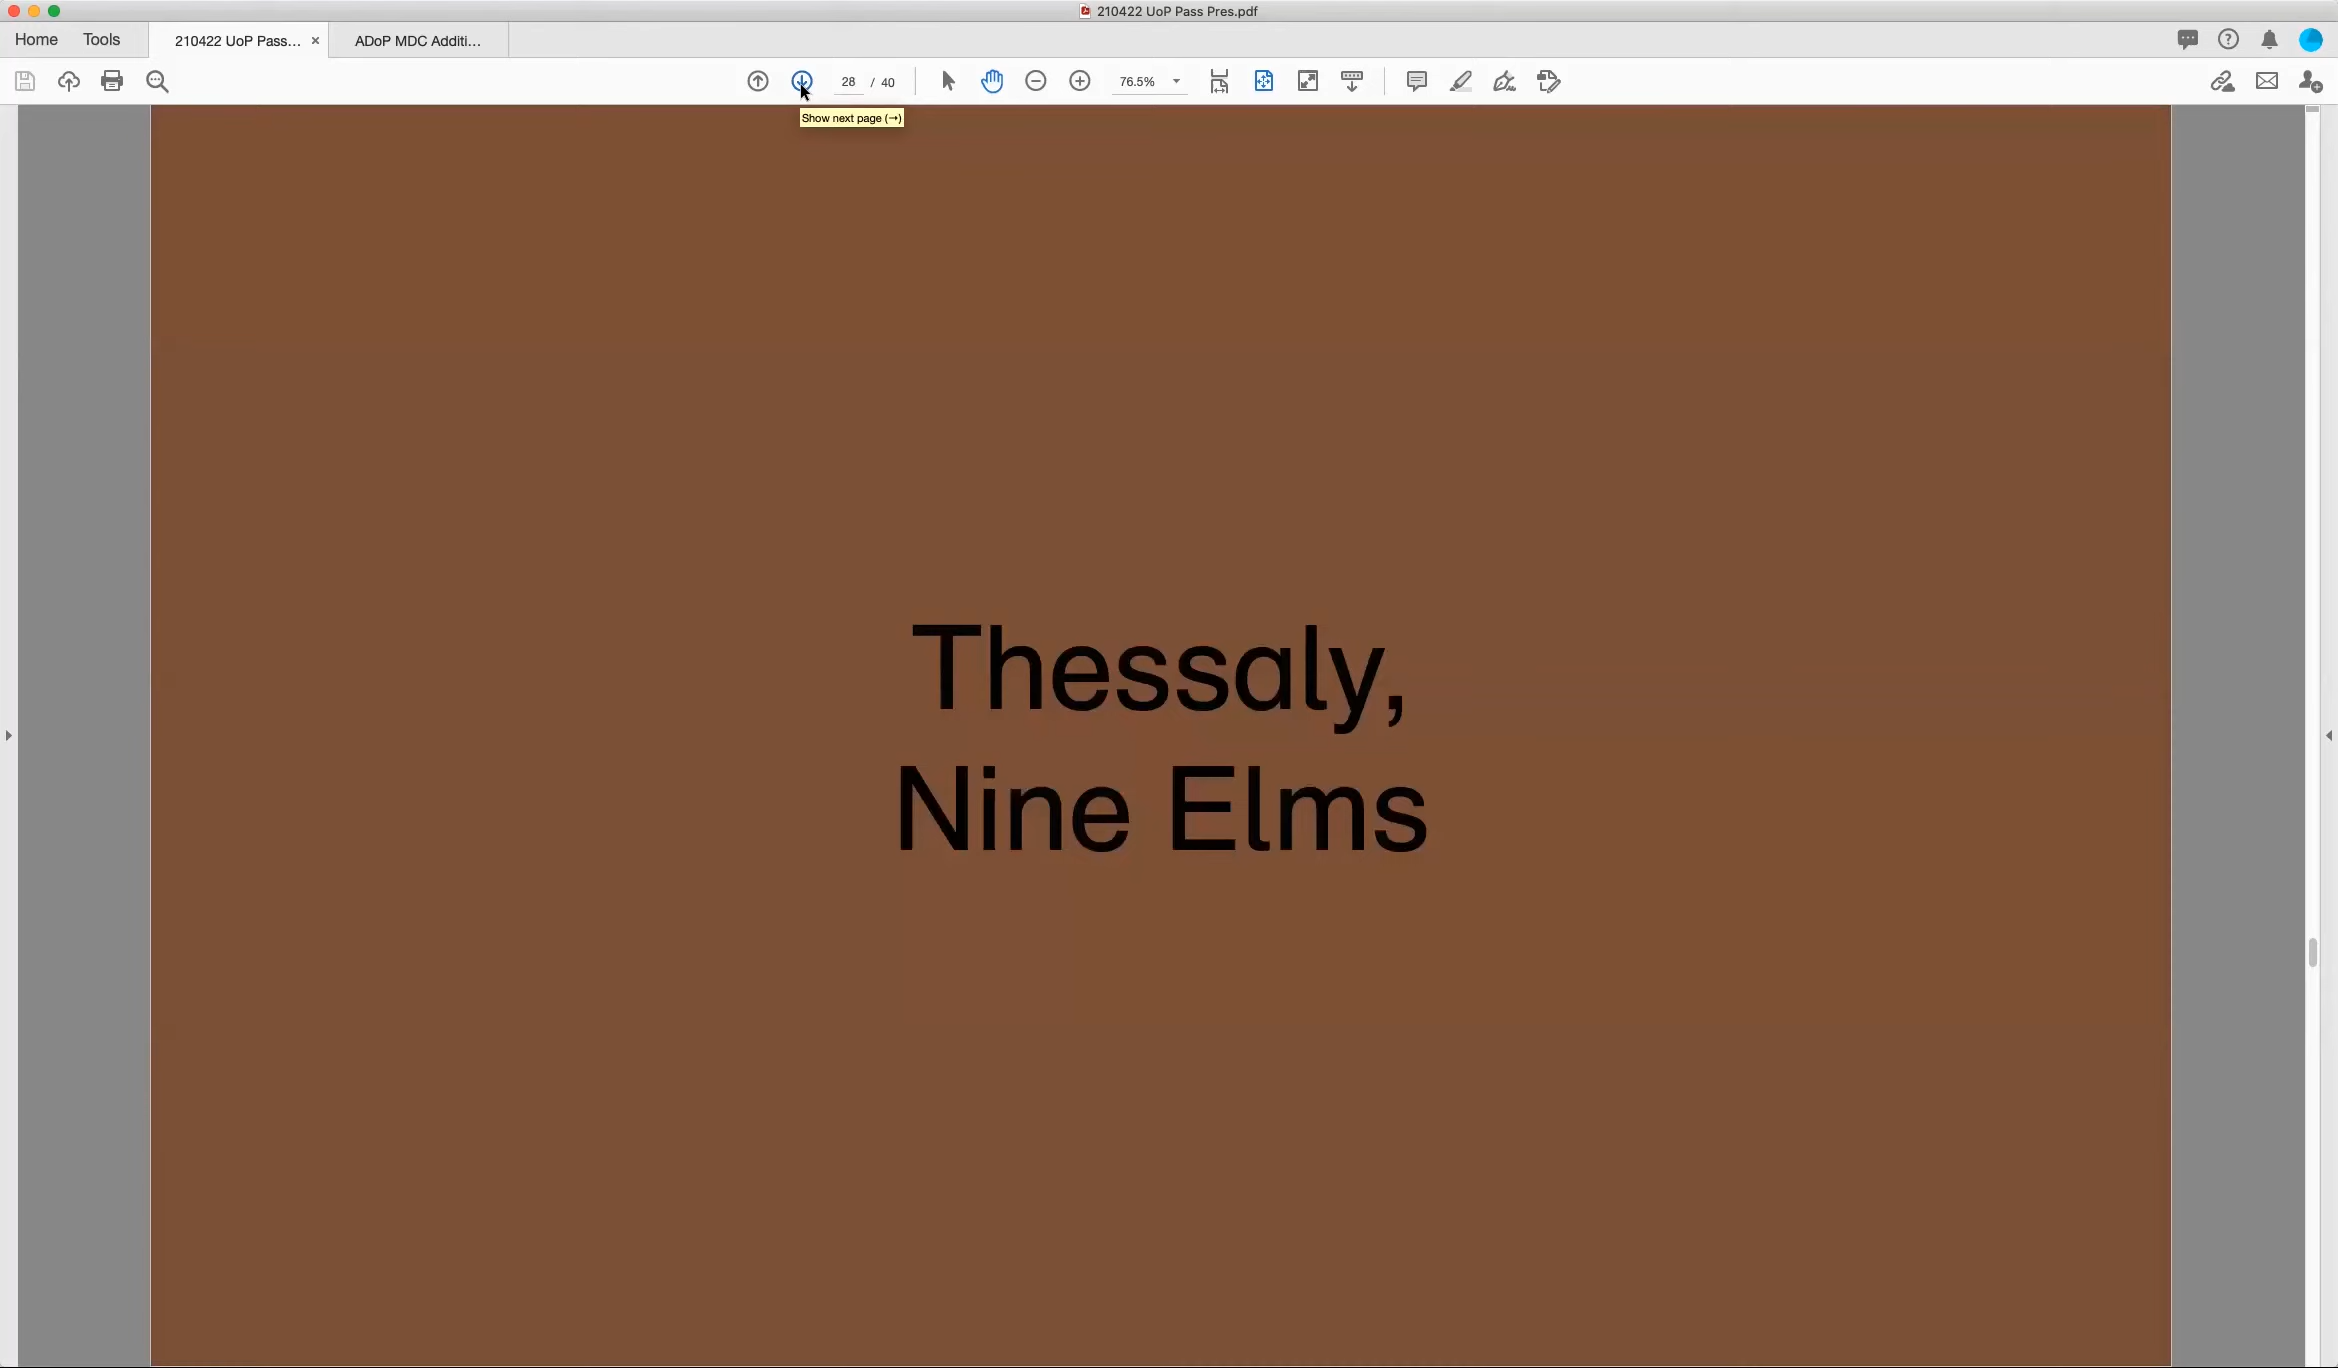 210422 UoP Pass Pres.pdf
Home Tools 210422 UoP Pass... × ADoP MDC Additi...
28 / 40 76.5%
Show next page (→)
Thessaly,
Nine Elms